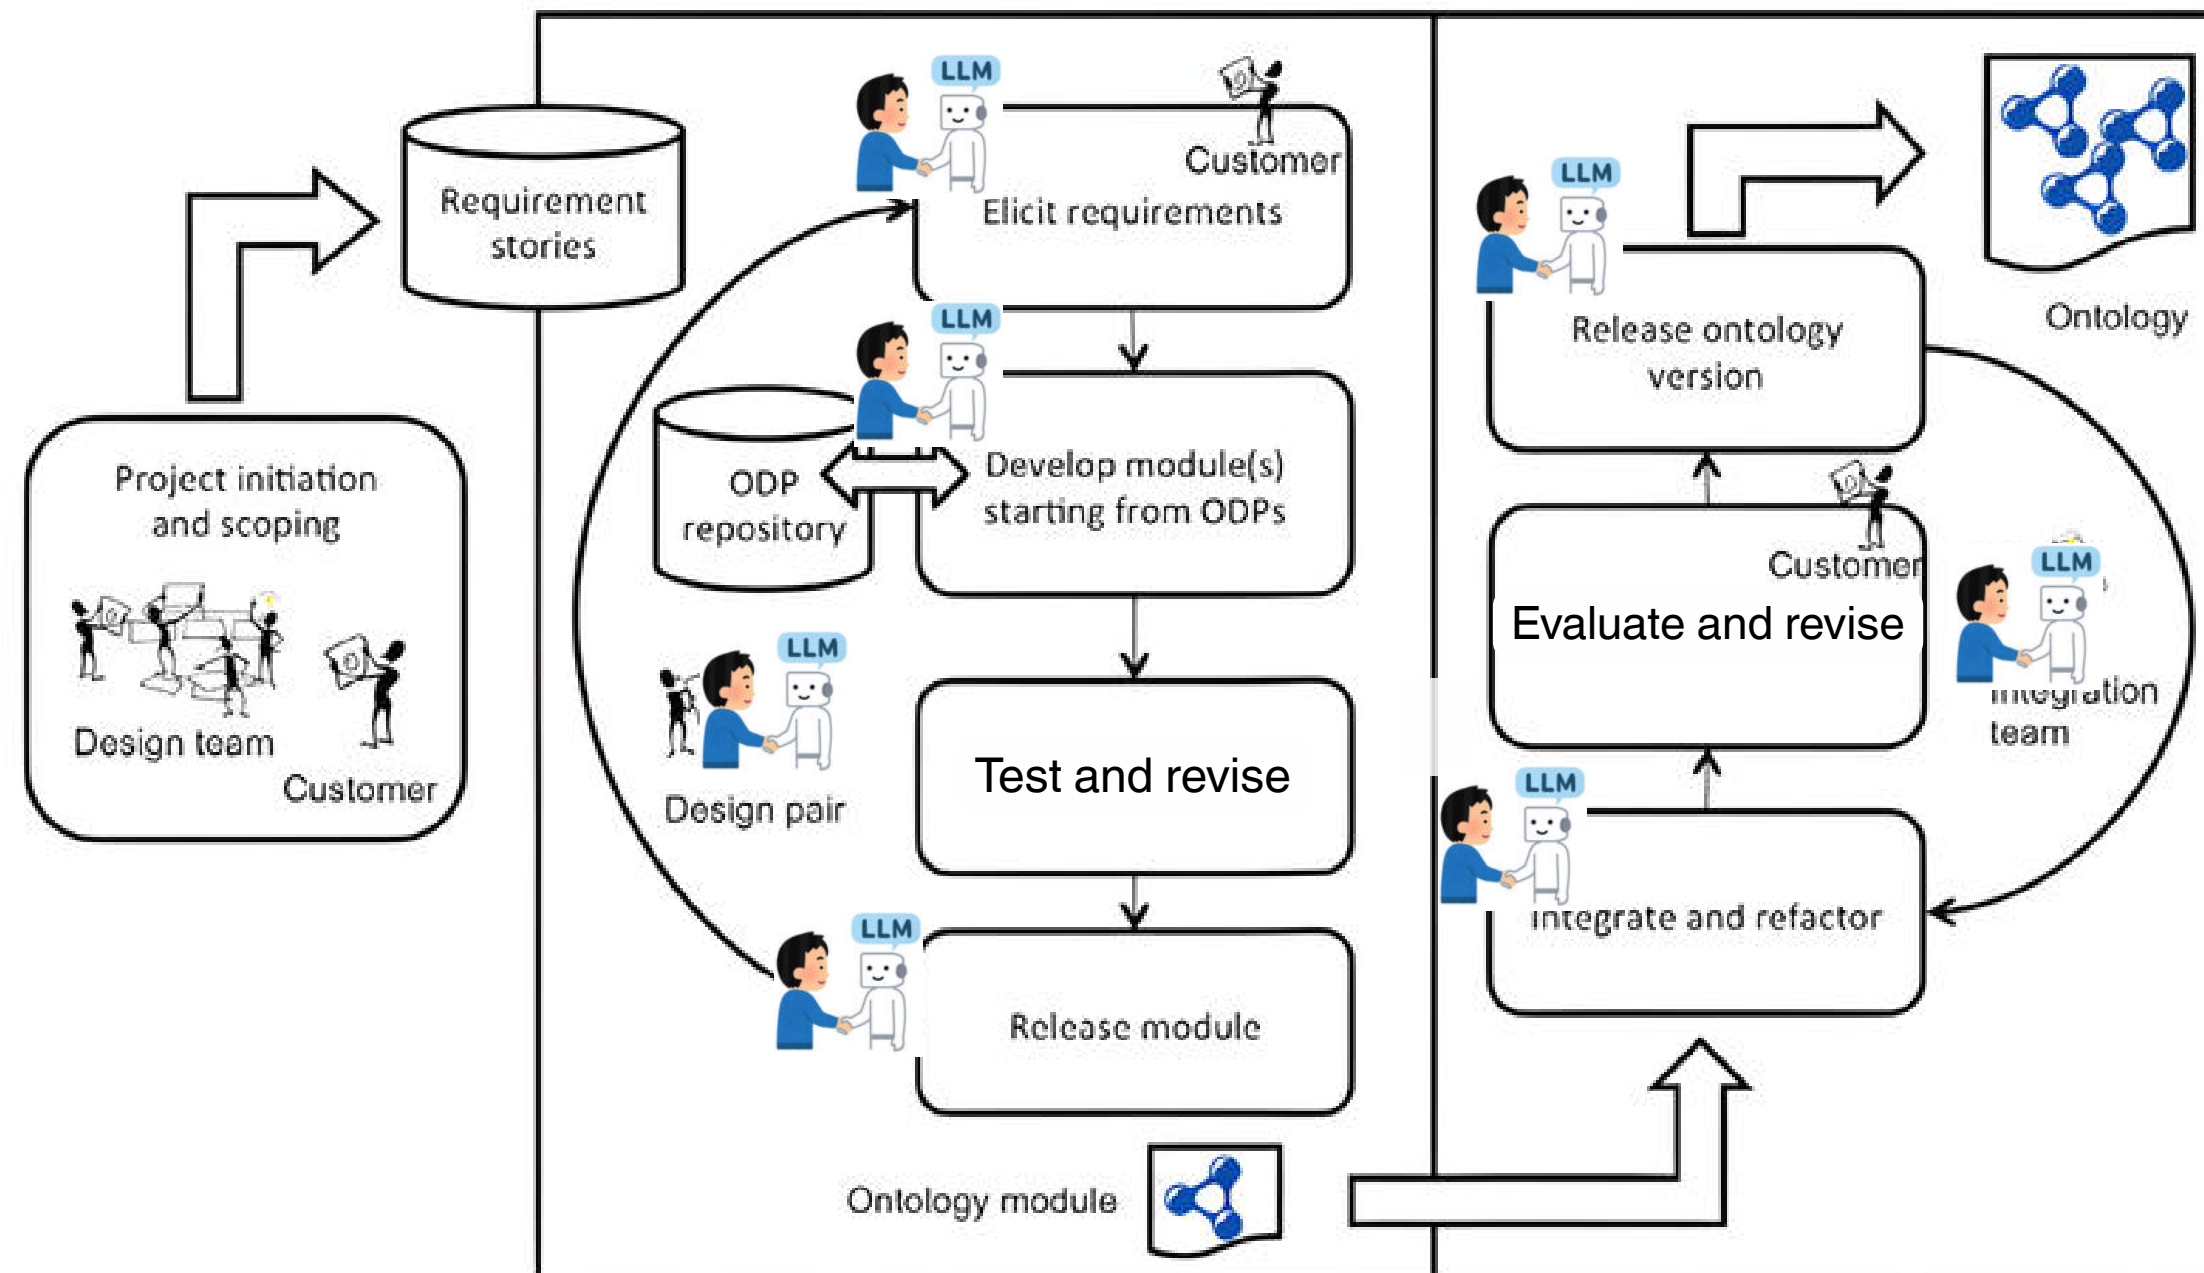 Project initiation
and scoping
Design team
Customer
Requirement
stories
LLM
Customer
Elicit requirements
LLM
ODP
repository
Develop module(s)
starting from ODPs
LLM
Design pair
Test and revise
LLM
Release module
Ontology module
LLM
Release ontology
version
Ontology
Customer
Evaluate and revise
LLM
Integration
team
LLM
Integrate and refactor